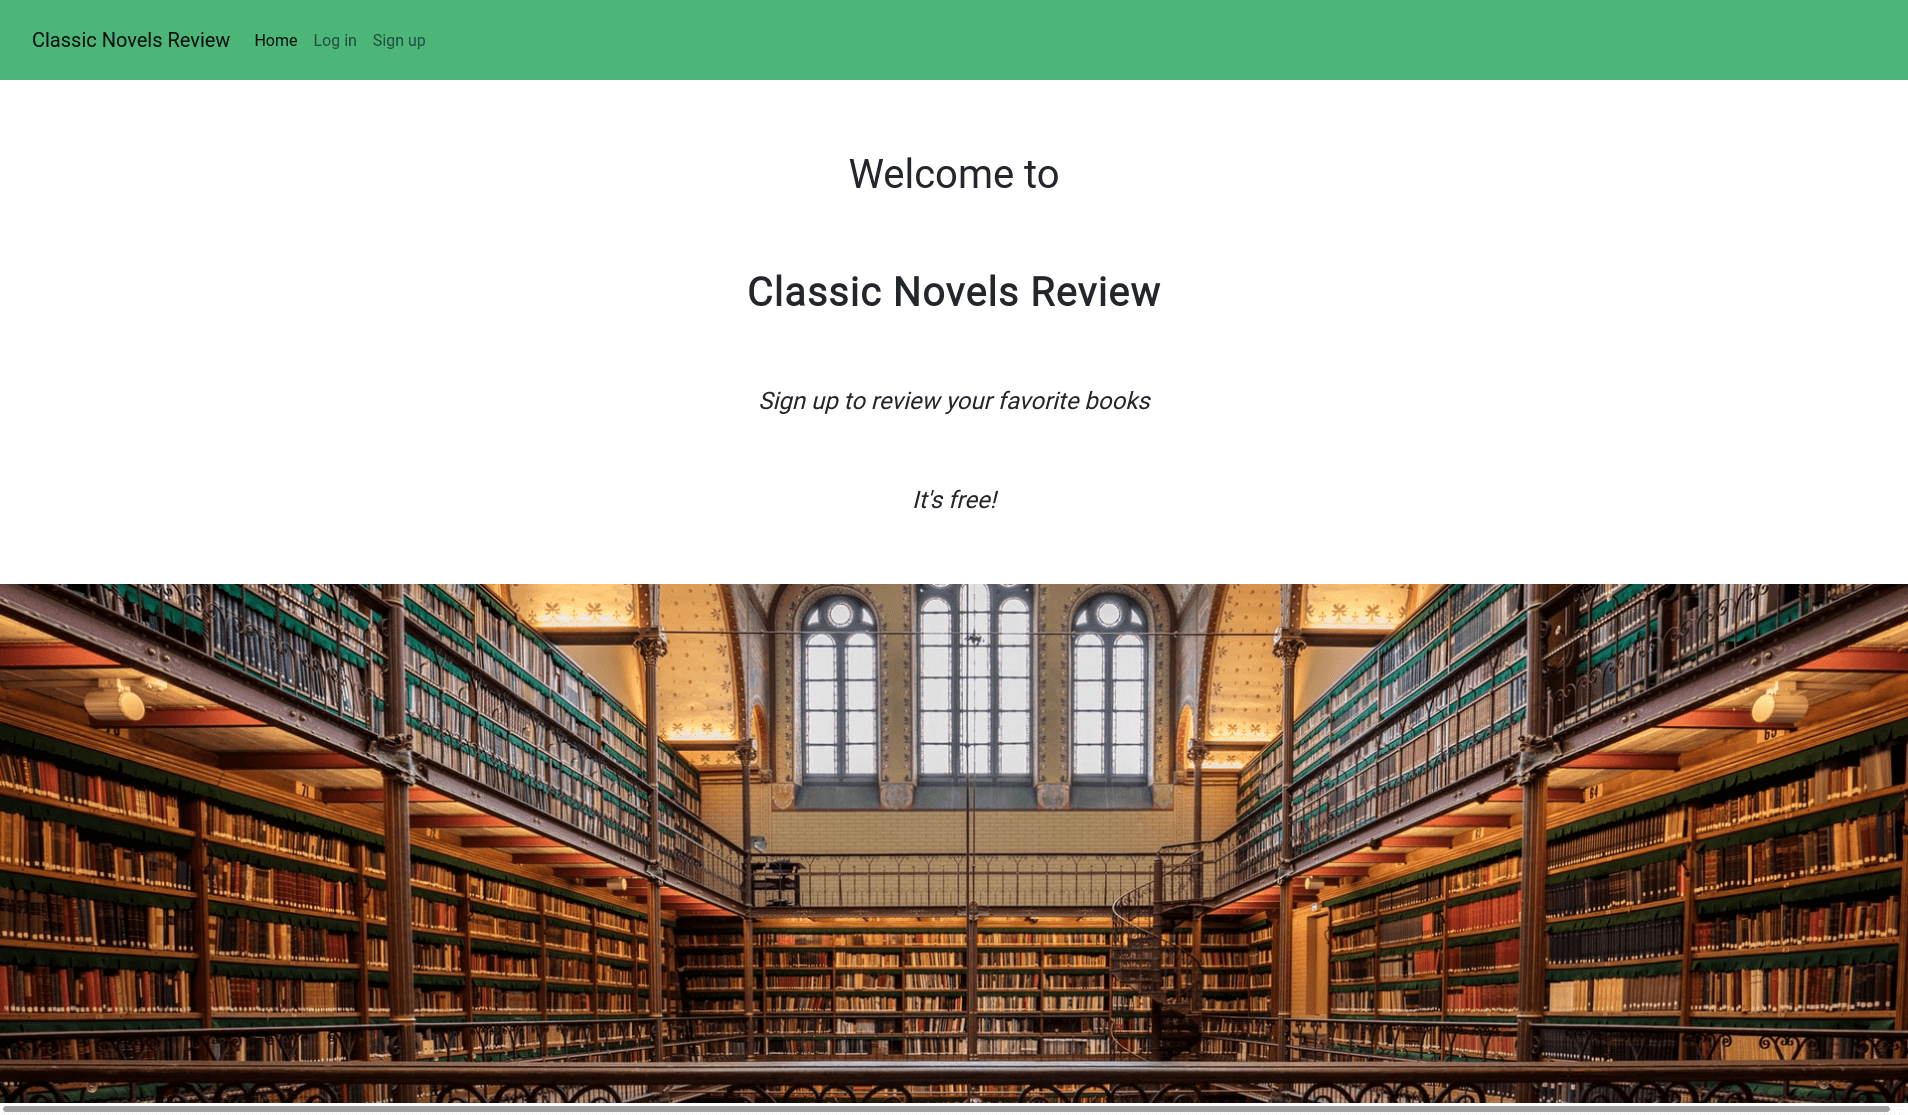 Classic Novels Review Home Log in Sign up
Welcome to
Classic Novels Review
Sign up to review your favorite books
It's free!